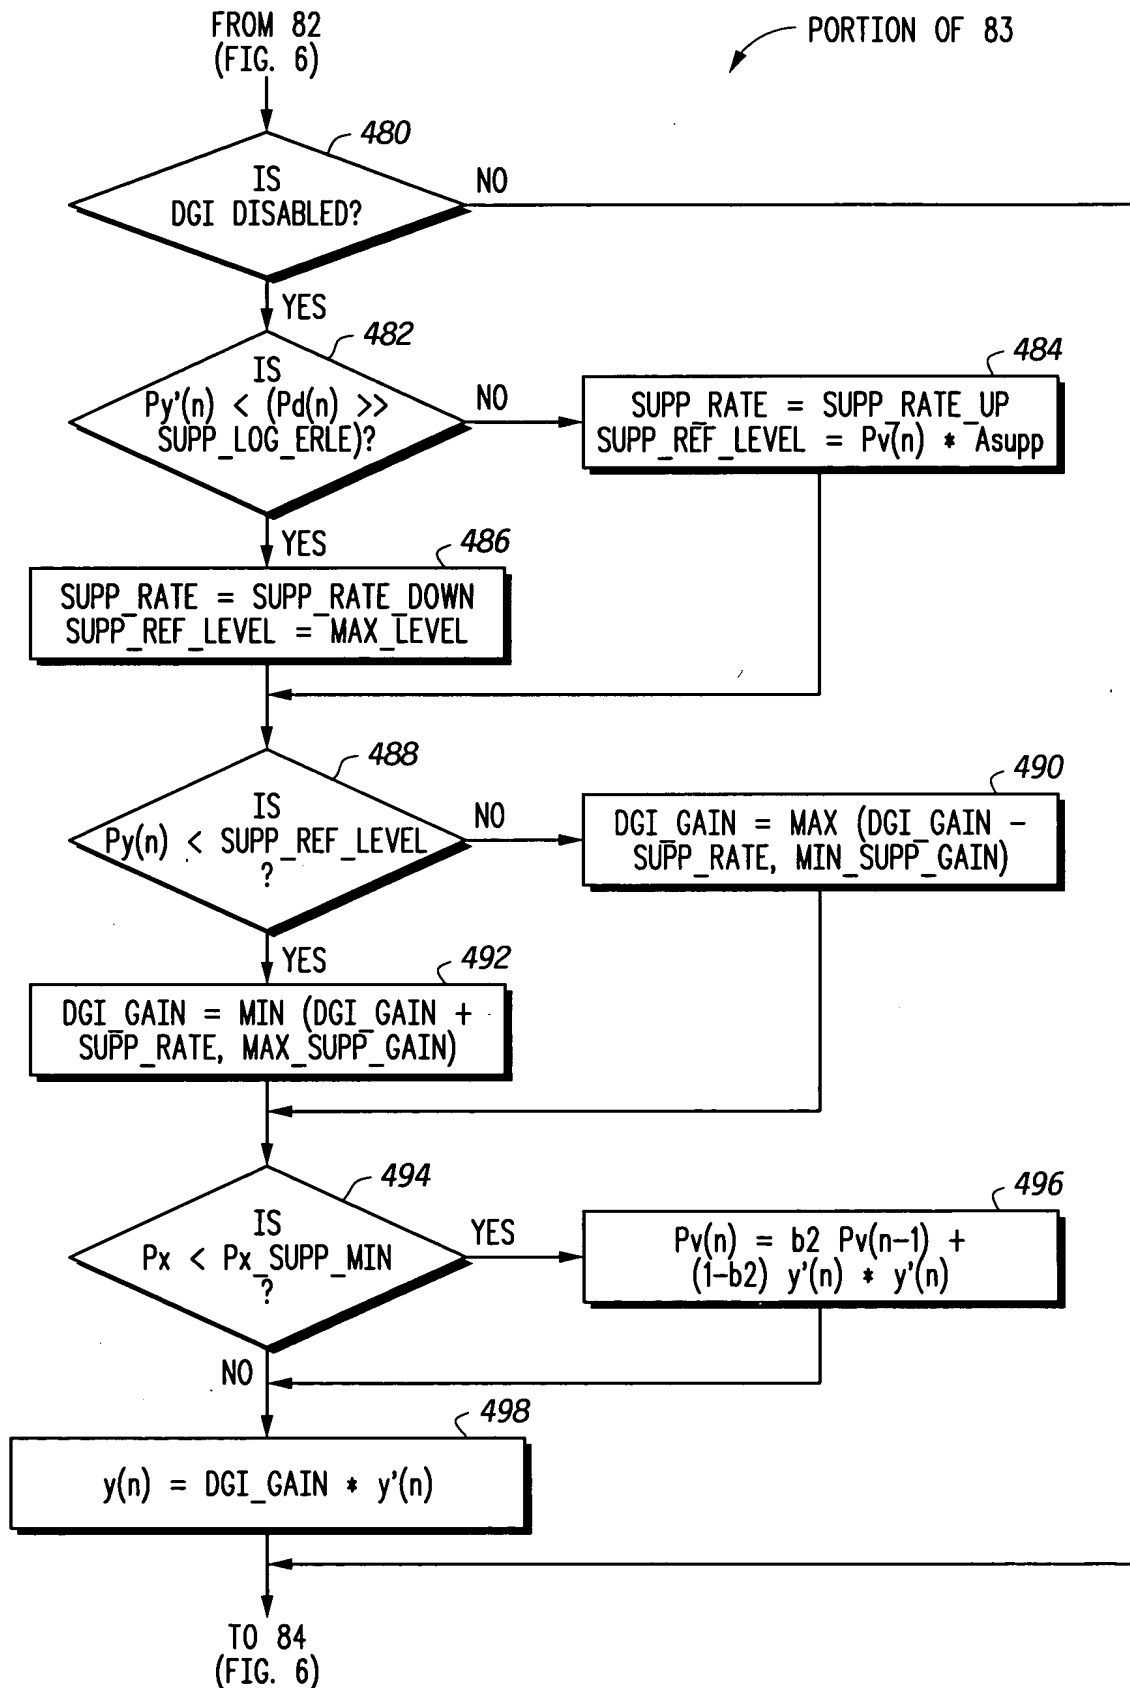 FROM 82
(FIG. 6)
PORTION OF 83
480
IS
DGI DISABLED?
NO
YES
482
IS
Py'(n) < (Pd(n) >>
SUPP_LOG_ERLE)?
NO
484
SUPP_RATE = SUPP_RATE_UP
SUPP_REF_LEVEL = Pv(n) * Asupp
YES
486
SUPP_RATE = SUPP_RATE_DOWN
SUPP_REF_LEVEL = MAX_LEVEL
488
IS
Py(n) < SUPP_REF_LEVEL
?
NO
490
DGI_GAIN = MAX (DGI_GAIN -
SUPP_RATE, MIN_SUPP_GAIN)
YES
492
DGI_GAIN = MIN (DGI_GAIN +
SUPP_RATE, MAX_SUPP_GAIN)
494
IS
Px < Px_SUPP_MIN
?
YES
496
Pv(n) = b2 Pv(n-1) +
(1-b2) y'(n) * y'(n)
NO
498
y(n) = DGI_GAIN * y'(n)
TO 84
(FIG. 6)